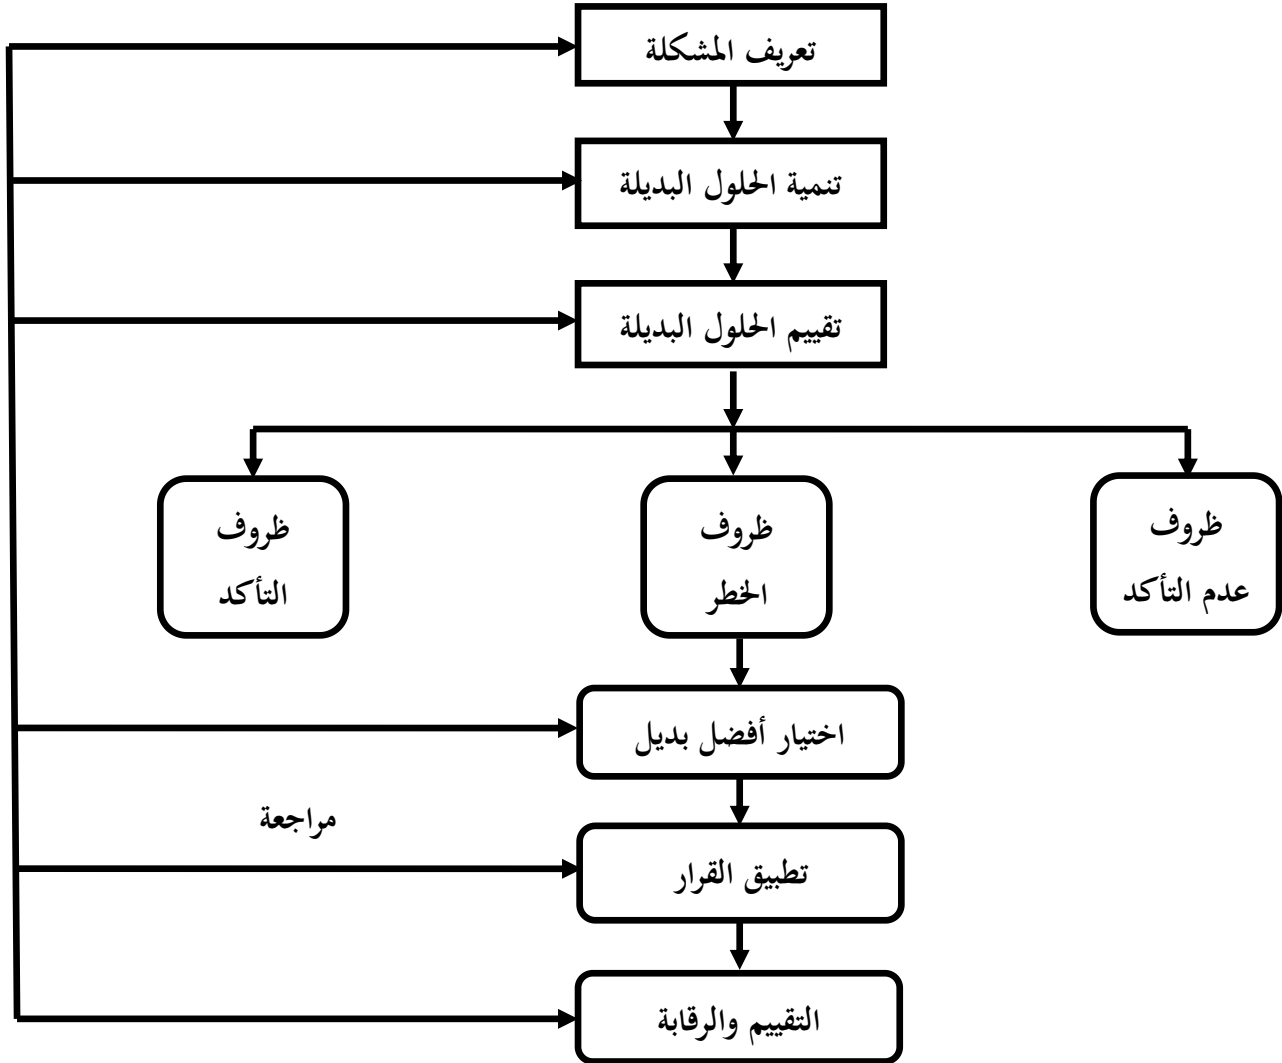 تعريف المشكلة
تنمية الحلول البديلة
تقييم الحلول البديلة
ظروف
عدم التأكد
ظروف
الخطر
ظروف
التأكد
اختيار أفضل بديل
مراجعة
تطبيق القرار
التقييم والرقابة